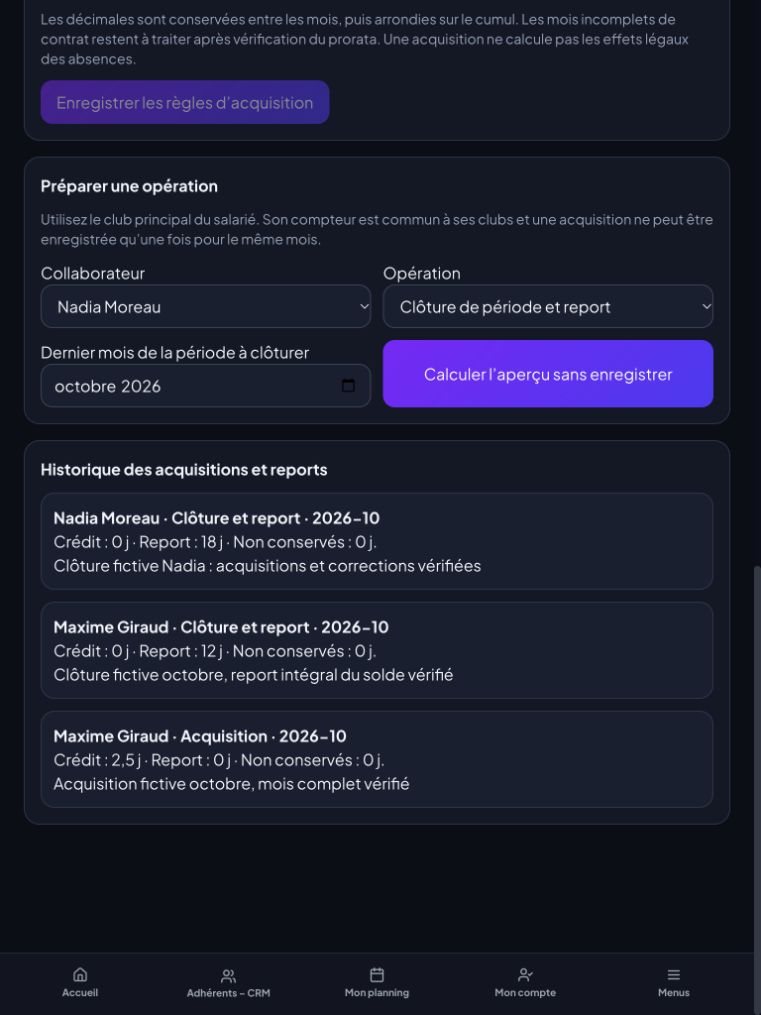 Les décimales sont conservées entre les mois, puis arrondies sur le cumul. Les mois incomplets de
contrat restent à traiter après vérification du prorata. Une acquisition ne calcule pas les effets légaux
des absences.
Enregistrer les règles d’acquisition
Préparer une opération
Utilisez le club principal du salarié. Son compteur est commun à ses clubs et une acquisition ne peut être
enregistrée qu’une fois pour le même mois.
Collaborateur
Opération
Nadia Moreau
Clôture de période et report
Dernier mois de la période à clôturer
octobre 2026
Calculer l’aperçu sans enregistrer
Historique des acquisitions et reports
Nadia Moreau · Clôture et report · 2026-10
Crédit : 0 j · Report : 18 j · Non conservés : 0 j.
Clôture fictive Nadia : acquisitions et corrections vérifiées
Maxime Giraud · Clôture et report · 2026-10
Crédit : 0 j · Report : 12 j · Non conservés : 0 j.
Clôture fictive octobre, report intégral du solde vérifié
Maxime Giraud · Acquisition · 2026-10
Crédit : 2,5 j · Report : 0 j · Non conservés : 0 j.
Acquisition fictive octobre, mois complet vérifié
Accueil
Adhérents – CRM
Mon planning
Mon compte
Menus